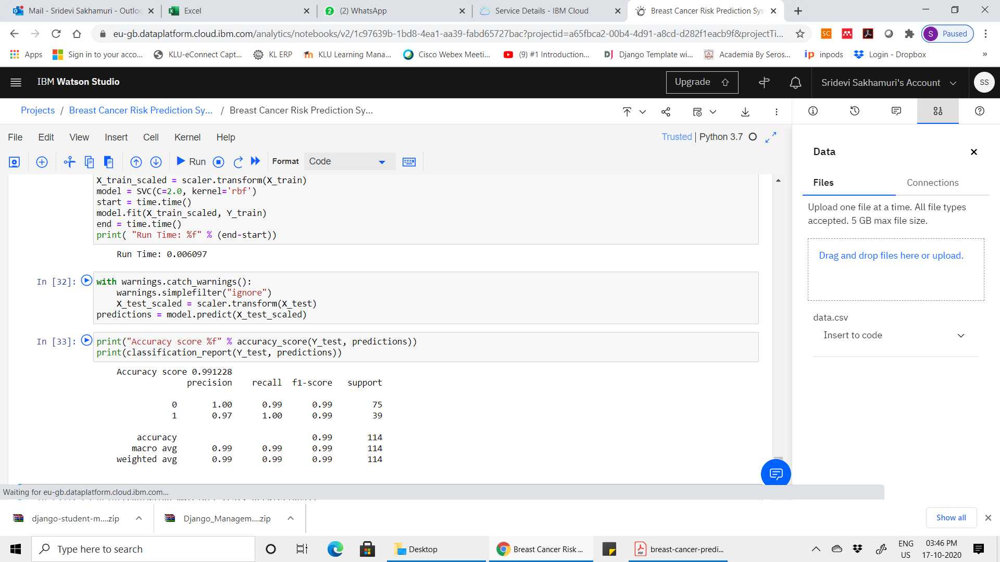 Mail - Sridevi Sakhamuri - Outloo
Excel
(2) WhatsApp
Service Details - IBM Cloud
Breast Cancer Risk Prediction Sys
eu-gb.dataplatform.cloud.ibm.com/analytics/notebooks/v2/1c97639b-1bd8-4ea1-aa39-fabd65727bac?projectid=a65fbca2-00b4-4d91-a8cd-d282f1eacb9f&projectTi...
SC
S Paused
Apps
Sign in to your acco...
KLU-eConnect Capt...
KL ERP
KLU Learning Mana...
Cisco Webex Meeti...
(9) #1 Introduction...
Django Template wi...
Academia By Seros...
ip inpods
Login - Dropbox
»
IBM Watson Studio
Upgrade
Sridevi Sakhamuri's Account
SS
Projects / Breast Cancer Risk Prediction Sy... / Breast Cancer Risk Prediction Sy...
File Edit View Insert Cell Kernel Help
Trusted | Python 3.7
Run
Format
Code
X_train_scaled = scaler.transform(X_train)
model = SVC(C=2.0, kernel='rbf')
start = time.time()
model.fit(X_train_scaled, Y_train)
end = time.time()
print( "Run Time: %f" % (end-start))
Run Time: 0.006097
In [32]:
with warnings.catch_warnings():
    warnings.simplefilter("ignore")
    X_test_scaled = scaler.transform(X_test)
predictions = model.predict(X_test_scaled)
In [33]:
print("Accuracy score %f" % accuracy_score(Y_test, predictions))
print(classification_report(Y_test, predictions))
Accuracy score 0.991228
precision recall f1-score support
0 1.00 0.99 0.99 75
1 0.97 1.00 0.99 39
accuracy 0.99 114
macro avg 0.99 0.99 0.99 114
weighted avg 0.99 0.99 0.99 114
Data
Files
Connections
Upload one file at a time. All file types
accepted. 5 GB max file size.
Drag and drop files here or upload.
data.csv
Insert to code
Waiting for eu-gb.dataplatform.cloud.ibm.com...
django-student-m....zip
Django_Managem....zip
Show all
Type here to search
Desktop
Breast Cancer Risk ...
breast-cancer-predi...
ENG
US
03:46 PM
17-10-2020